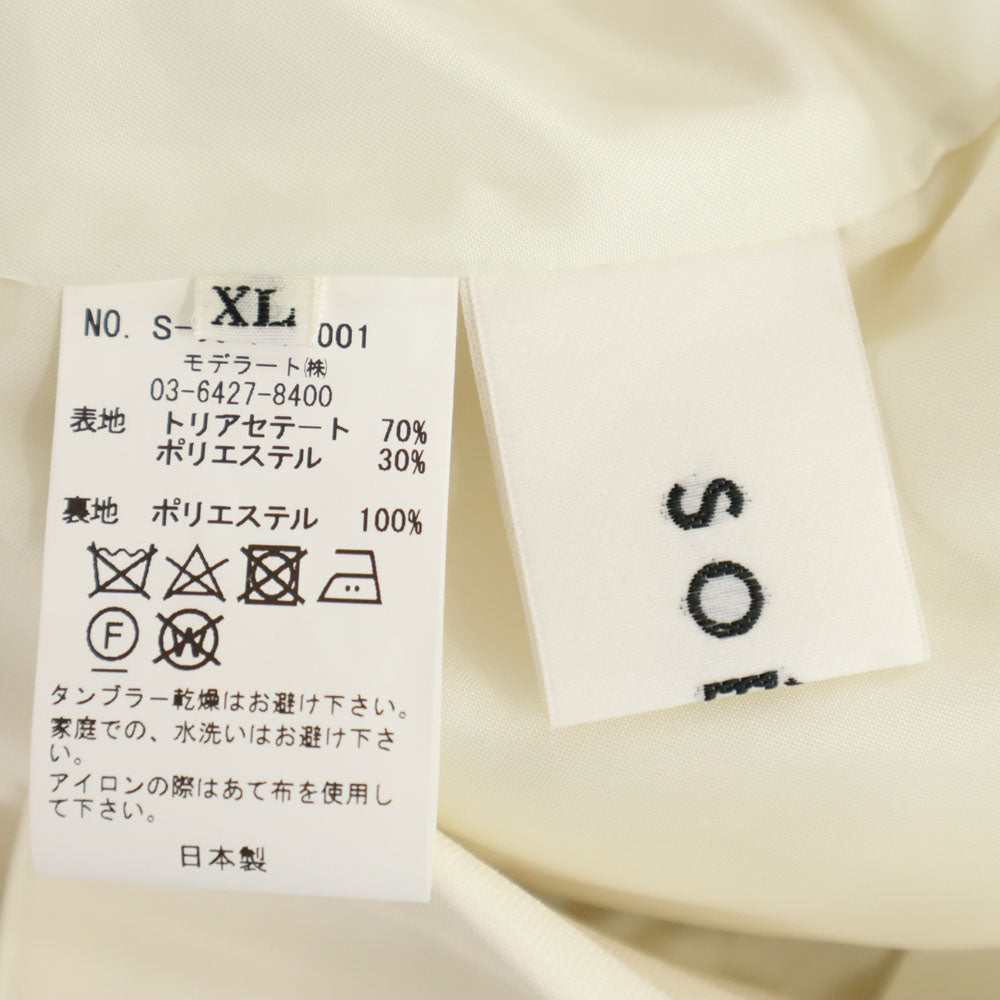 XL
NO. S- 001
モデラート㈱
03-6427-8400
表地 トリアセテート 70%
ポリエステル 30%
裏地 ポリエステル 100%
F
W
タンブラー乾燥はお避け下さい。
家庭での、水洗いはお避け下さ
い。
アイロンの際はあて布を使用し
て下さい。
日本製
SO